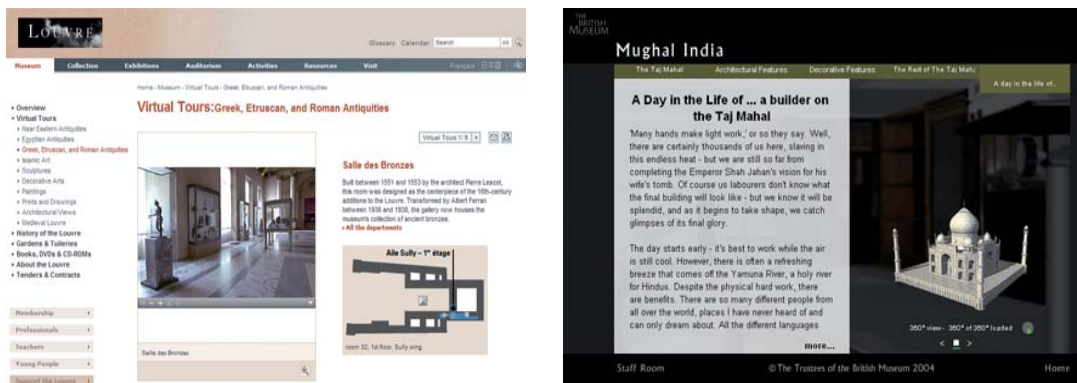 LOUVRE
Glossary Calendar Search ok
Museum Collection Exhibitions Auditorium Activities Resources Visit Français 日本語
Home - Museum - Virtual Tours - Greek, Etruscan, and Roman Antiquities
Virtual Tours:Greek, Etruscan, and Roman Antiquities
Overview
Virtual Tours
Near Eastern Antiquities
Egyptian Antiquities
Greek, Etruscan, and Roman Antiquities
Islamic Art
Sculptures
Decorative Arts
Paintings
Prints and Drawings
Architectural Views
Medieval Louvre
History of the Louvre
Gardens & Tuileries
Books, DVDs & CD-ROMs
About the Louvre
Tenders & Contracts
Membership
Professionals
Teachers
Young People
Support the Louvre
Salle des Bronzes
Virtual Tours 1/5
Salle des Bronzes
Built between 1551 and 1553 by the architect Pierre Lescot,
this room was designed as the centerpiece of the 16th-century
additions to the Louvre. Transformed by Albert Ferran
between 1936 and 1938, the gallery now houses the
museum's collection of ancient bronzes.
All the departments
Aile Sully – 1er étage
room 32, 1st floor, Sully wing
THE BRITISH MUSEUM
Mughal India
The Taj Mahal Architectural Features Decorative Features The Rest of The Taj Maha
A day in the life of..
A Day in the Life of ... a builder on
the Taj Mahal
'Many hands make light work,' or so they say. Well,
there are certainly thousands of us here, slaving in
this endless heat - but we are still so far from
completing the Emperor Shah Jahan's vision for his
wife's tomb. Of course us labourers don't know what
the final building will look like - but we know it will be
splendid, and as it begins to take shape, we catch
glimpses of its final glory.
The day starts early - it's best to work while the air
is still cool. However, there is often a refreshing
breeze that comes off the Yamuna River, a holy river
for Hindus. Despite the physical hard work, there
are benefits. There are so many different people from
all over the world, places I have never heard of and
can only dream about. All the different languages
more...
360° view - 360° of 360° loaded
< >
Staff Room © The Trustees of the British Museum 2004 Home